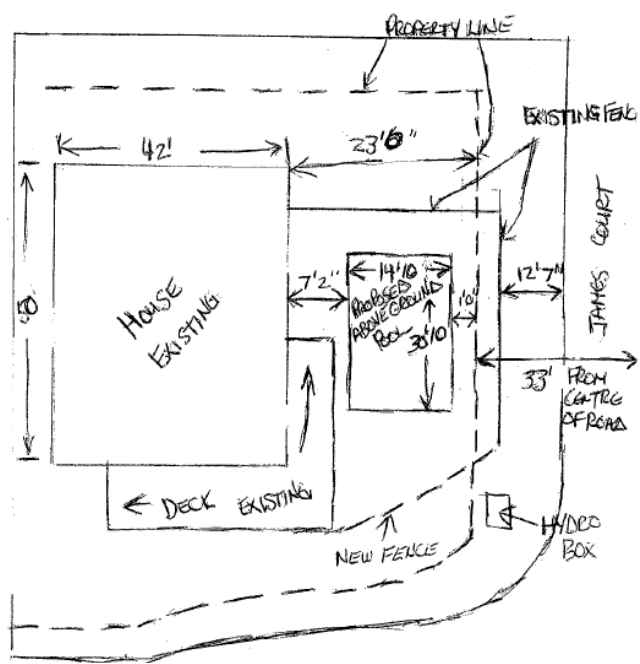 PROPERTY LINE
42'
23'6"
EXISTING FENC
7'2"
14'10
12'7"
JAMES COURT
PROPOSED
ABOVE GROUND
POOL
1'0"
30'10
HOUSE
EXISTING
50'
33' FROM
CENTRE
OF ROAD
DECK EXISTING
NEW FENCE
HYDRO
BOX